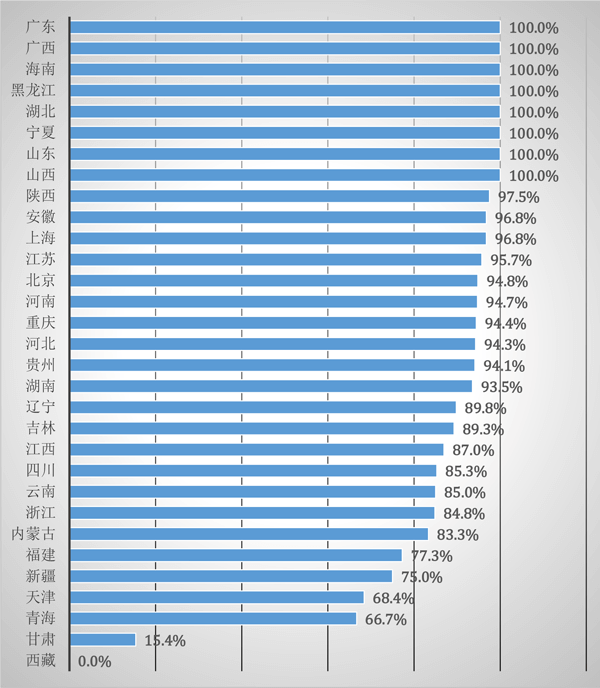 广东 100.0%
广西 100.0%
海南 100.0%
黑龙江 100.0%
湖北 100.0%
宁夏 100.0%
山东 100.0%
山西 100.0%
陕西 97.5%
安徽 96.8%
上海 96.8%
江苏 95.7%
北京 94.8%
河南 94.7%
重庆 94.4%
河北 94.3%
贵州 94.1%
湖南 93.5%
辽宁 89.8%
吉林 89.3%
江西 87.0%
四川 85.3%
云南 85.0%
浙江 84.8%
内蒙古 83.3%
福建 77.3%
新疆 75.0%
天津 68.4%
青海 66.7%
甘肃 15.4%
西藏 0.0%